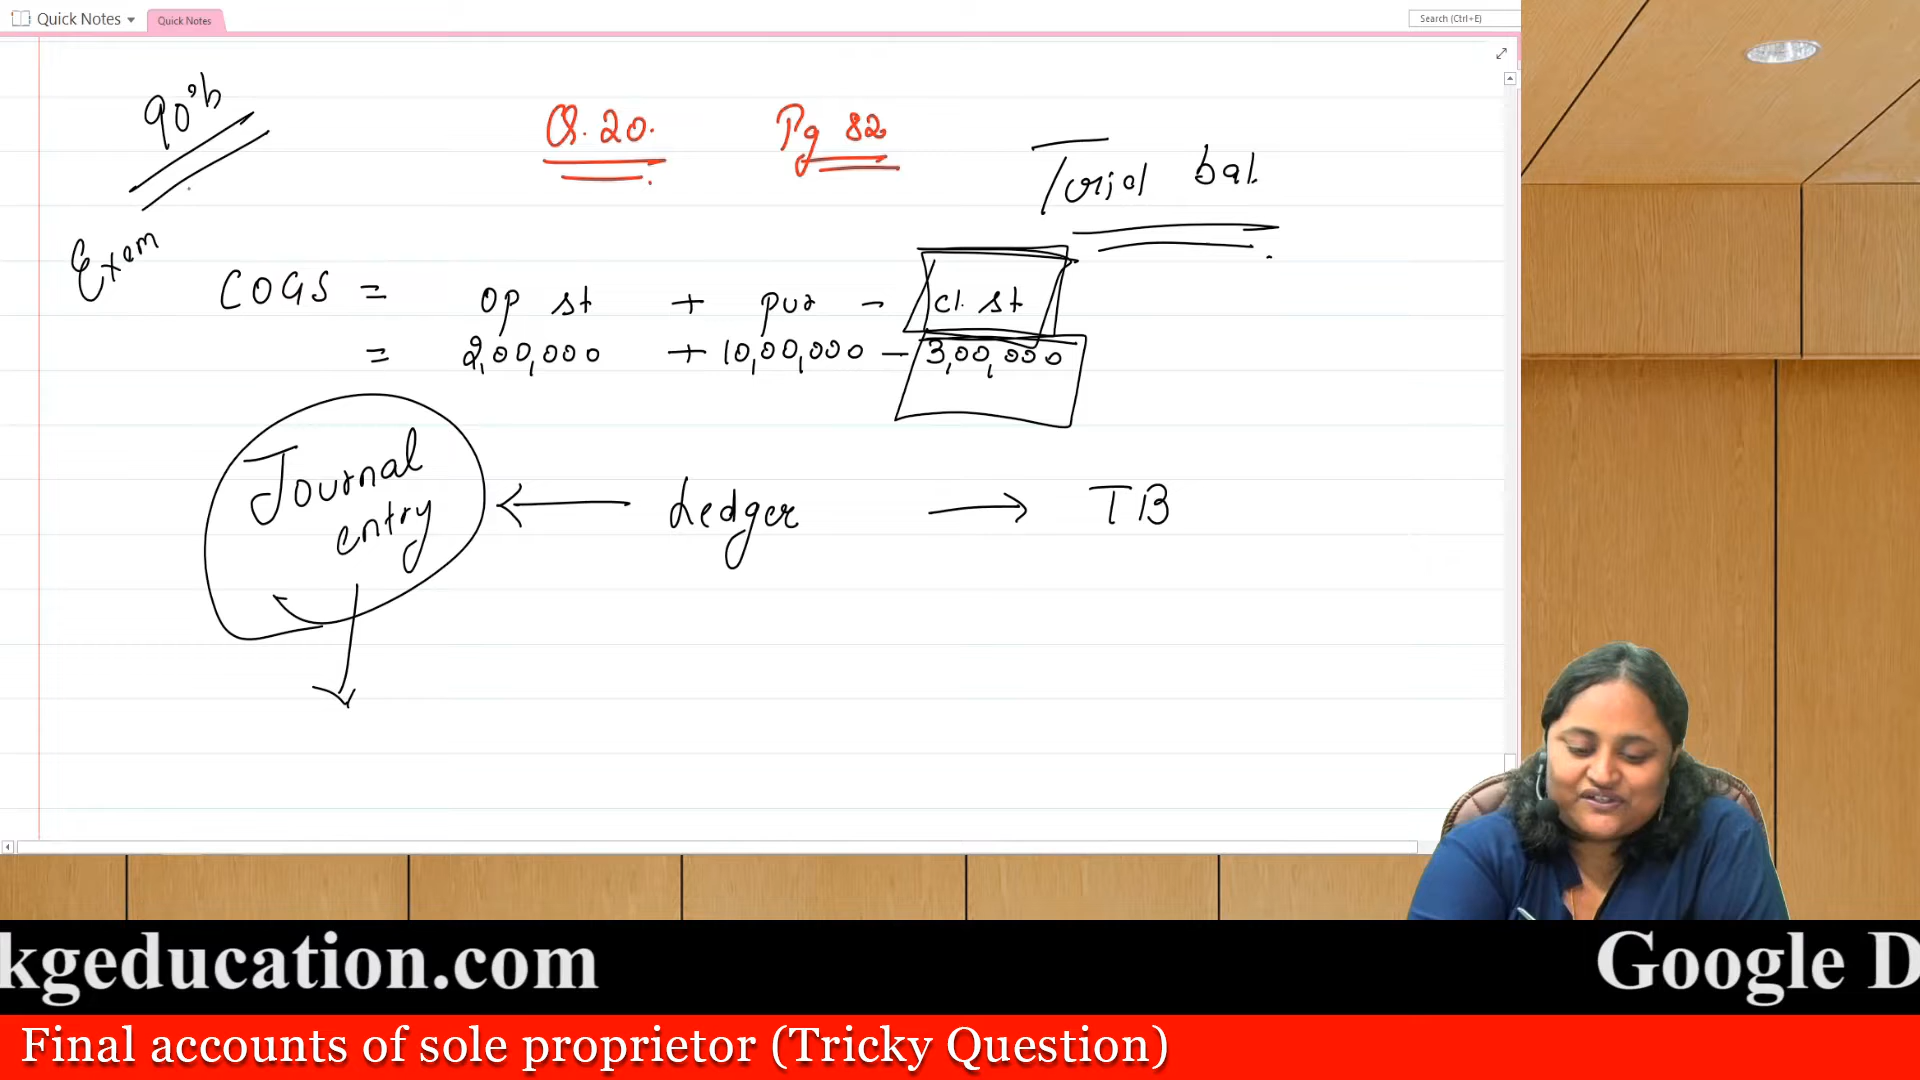 Quick Notes
Quick Notes
Search (Ctrl+E)
90's
Q. 20.
Pg 82
Trial bal.
Exam
COGS = op st + pur - cl. st
= 2,00,000 + 10,00,000 - 3,00,000
Journal entry
Ledger
TB
kgeducation.com
Google D
Final accounts of sole proprietor (Tricky Question)